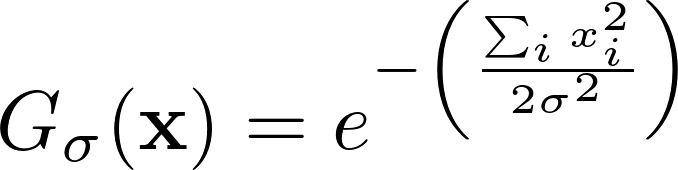 G_σ(𝐱) = e^{-\left(\frac{\sum_i x_i^2}{2σ^2}\right)}